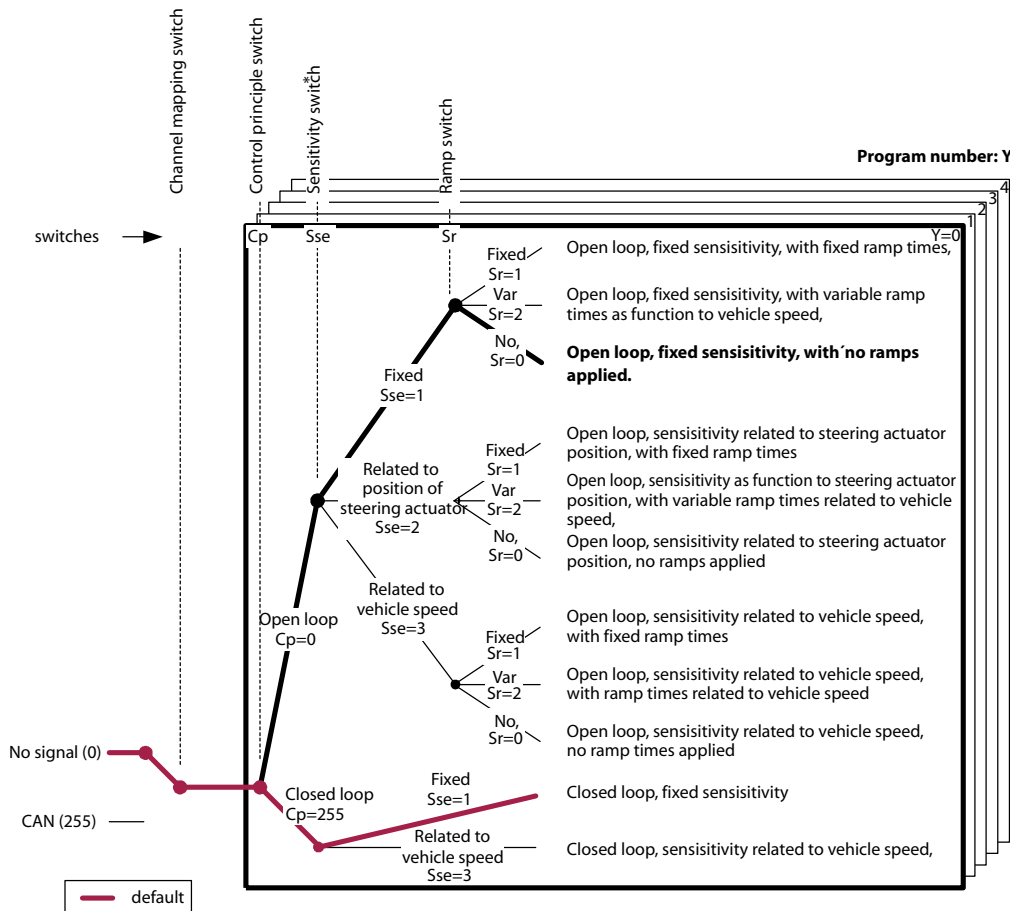 Channel mapping switch
Control principle switch
Sensitivity switch*
Ramp switch
Program number: Y
4
3
2
1
switches
Cp
Sse
Sr
Y=0
Fixed
Sr=1
Open loop, fixed sensisitivity, with fixed ramp times,
Var
Sr=2
Open loop, fixed sensisitivity, with variable ramp
times as function to vehicle speed,
No,
Sr=0
Open loop, fixed sensisitivity, with´no ramps
applied.
Fixed
Sse=1
Related to
position of
steering actuator
Sse=2
Fixed
Sr=1
Open loop, sensisitivity related to steering actuator
position, with fixed ramp times
Var
Sr=2
Open loop, sensisitivity as function to steering actuator
position, with variable ramp times related to vehicle
speed,
No,
Sr=0
Open loop, sensisitivity related to steering actuator
position, no ramps applied
Related to
vehicle speed
Sse=3
Open loop
Cp=0
Fixed
Sr=1
Open loop, sensitivity related to vehicle speed,
with fixed ramp times
Var
Sr=2
Open loop, sensitivity related to vehicle speed,
with ramp times related to vehicle speed
No,
Sr=0
Open loop, sensitivity related to vehicle speed,
no ramp times applied
No signal (0)
CAN (255)
Closed loop
Cp=255
Fixed
Sse=1
Closed loop, fixed sensitivity
Related to
vehicle speed
Sse=3
Closed loop, sensitivity related to vehicle speed,
default